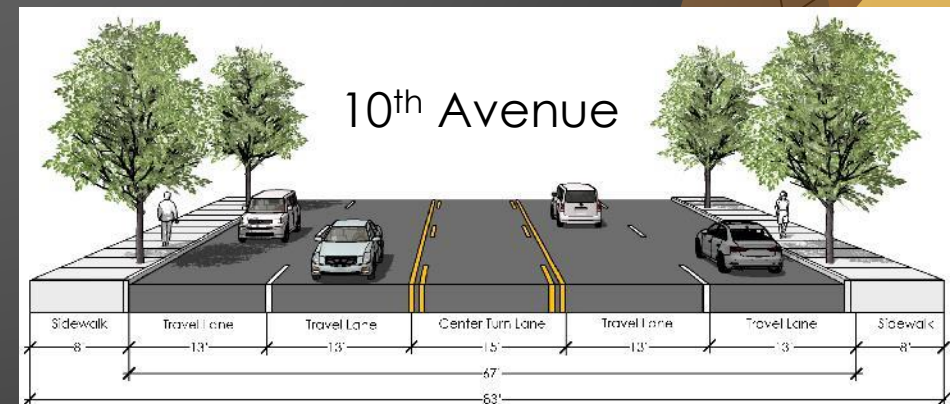 10th Avenue
Sidewalk Travel Lane Travel Lane Center Turn Lane Travel Lane Travel Lane Sidewalk
8' 13' 13' 15' 13' 13' 8'
67'
83'